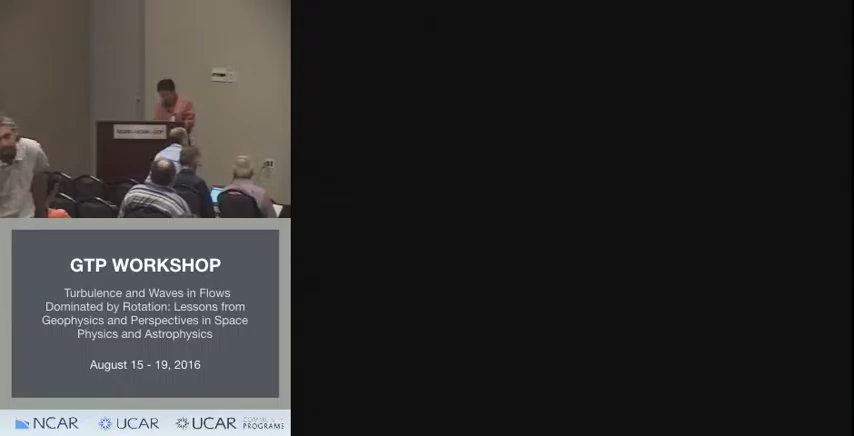 GTP WORKSHOP
Turbulence and Waves in Flows
Dominated by Rotation: Lessons from
Geophysics and Perspectives in Space
Physics and Astrophysics
August 15 - 19, 2016
NCAR UCAR UCAR
PROGRAMS